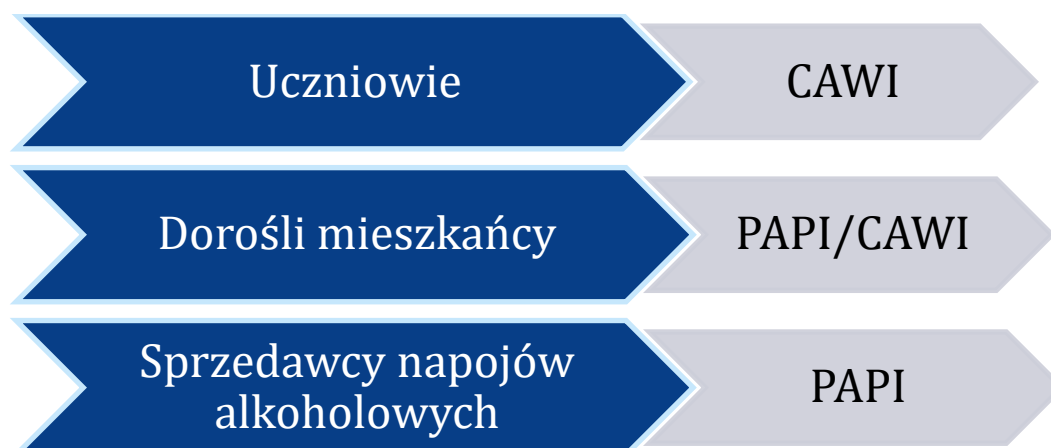 Uczniowie
CAWI
Dorośli mieszkańcy
PAPI/CAWI
Sprzedawcy napojów
alkoholowych
PAPI